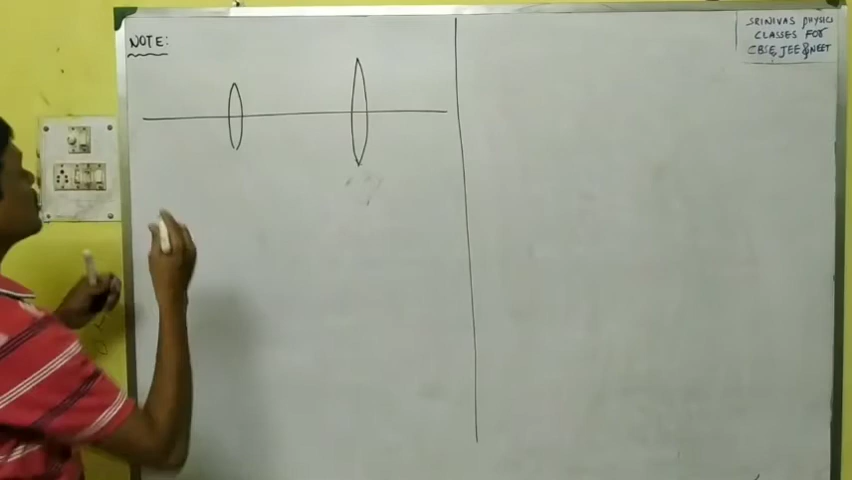 NOTE:
SRINIVAS PHYSICS
CLASSES FOR
CBSE, JEE & NEET